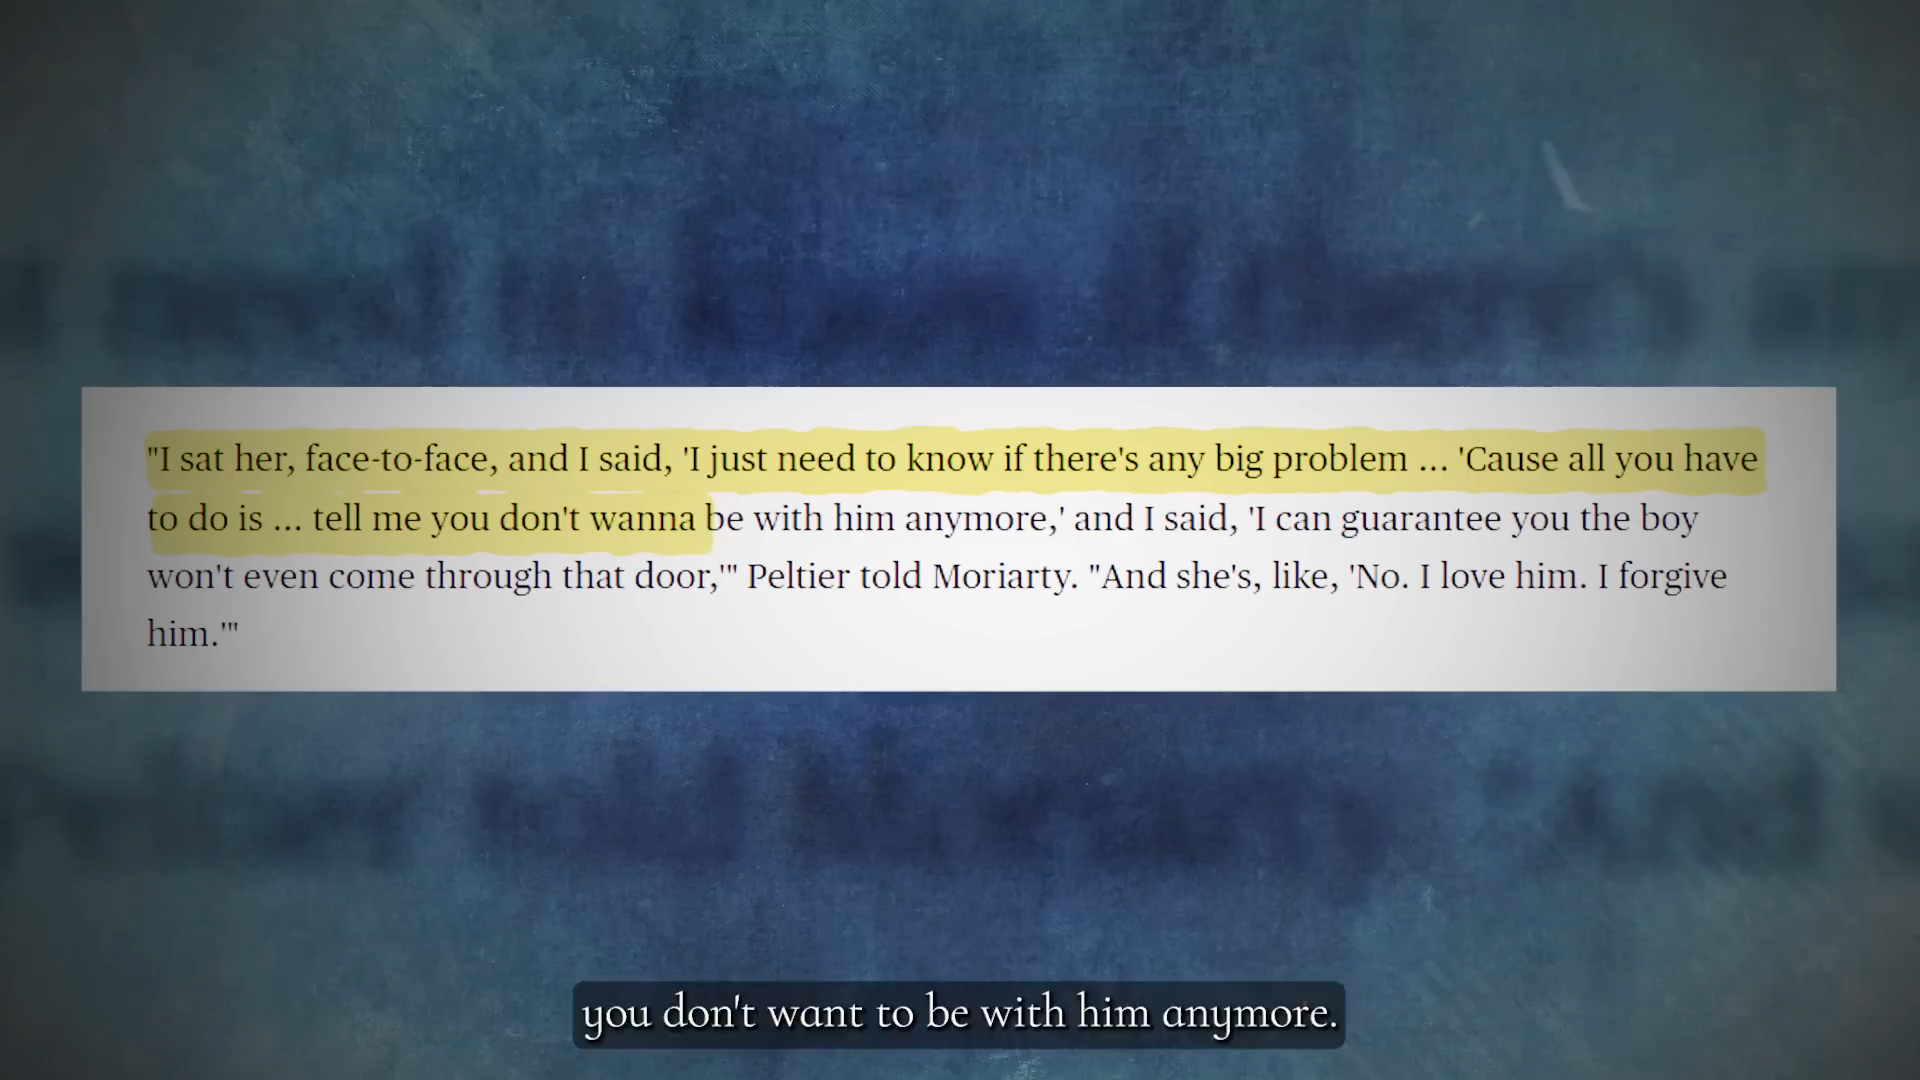 "I sat her, face-to-face, and I said, 'I just need to know if there's any big problem ... 'Cause all you have
to do is ... tell me you don't wanna be with him anymore,' and I said, 'I can guarantee you the boy
won't even come through that door,'" Peltier told Moriarty. "And she's, like, 'No. I love him. I forgive
him.'"
you don't want to be with him anymore.